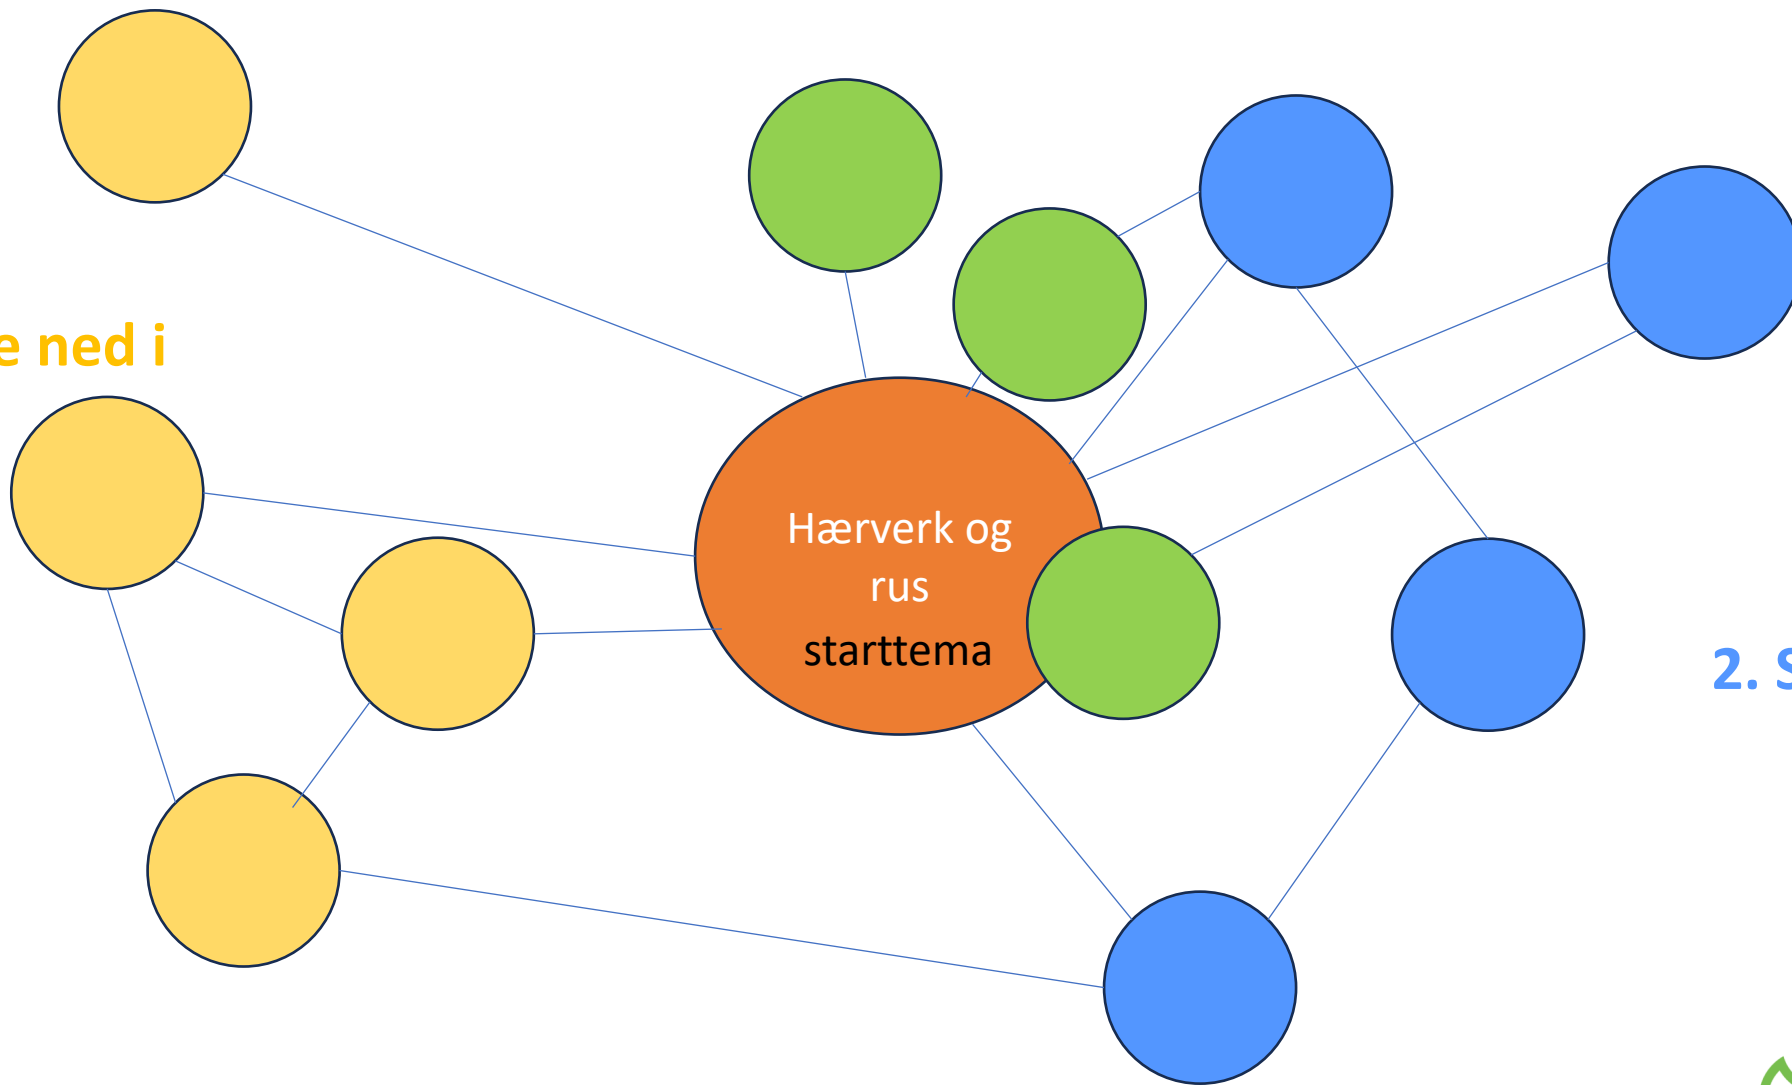 ned i
Hærverk og
rus
starttema
2.